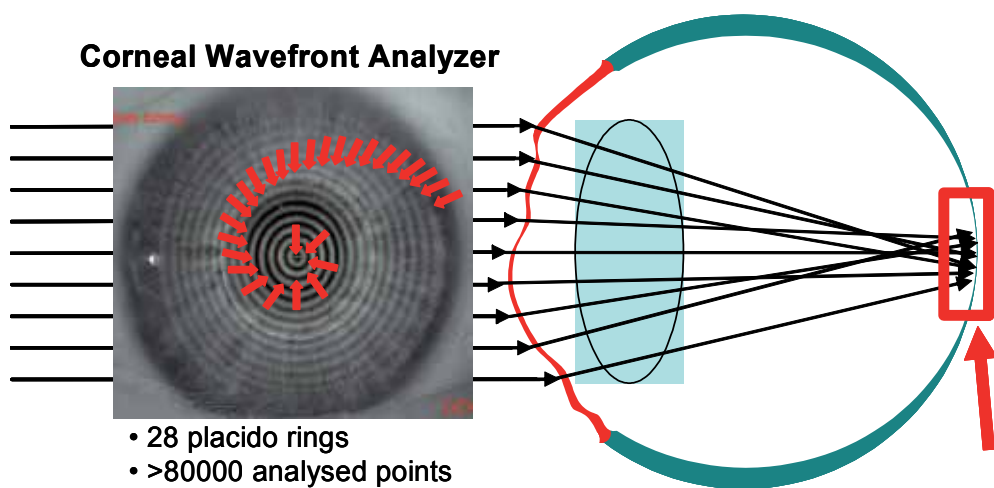 Corneal Wavefront Analyzer
• 28 placido rings
• >80000 analysed points